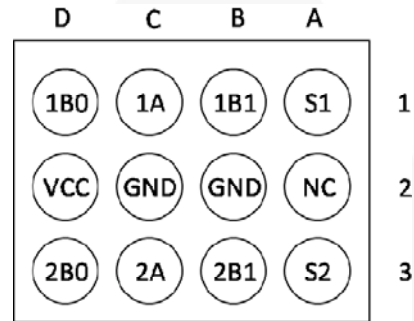 D C B A
1B0 1A 1B1 S1 1
VCC GND GND NC 2
2B0 2A 2B1 S2 3